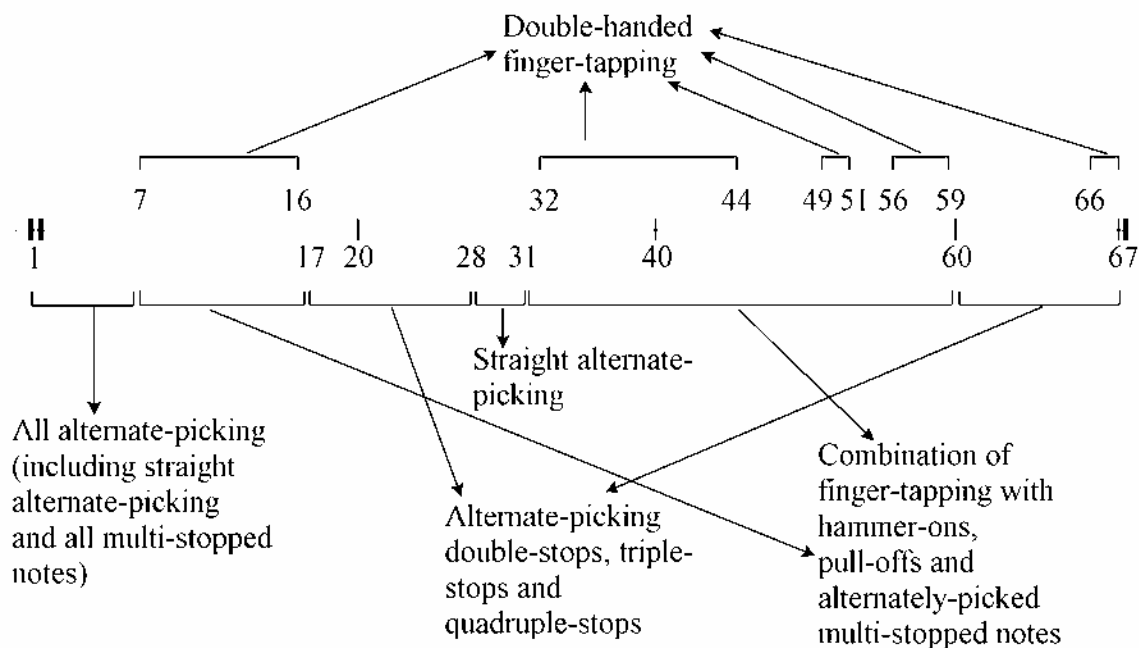 Double-handed
finger-tapping
7 16 32 44 49 51 56 59 66
1 17 20 28 31 40 60 67
Straight alternate-
picking
All alternate-picking
(including straight
alternate-picking
and all multi-stopped
notes)
Alternate-picking
double-stops, triple-
stops and
quadruple-stops
Combination of
finger-tapping with
hammer-ons,
pull-offs and
alternately-picked
multi-stopped notes